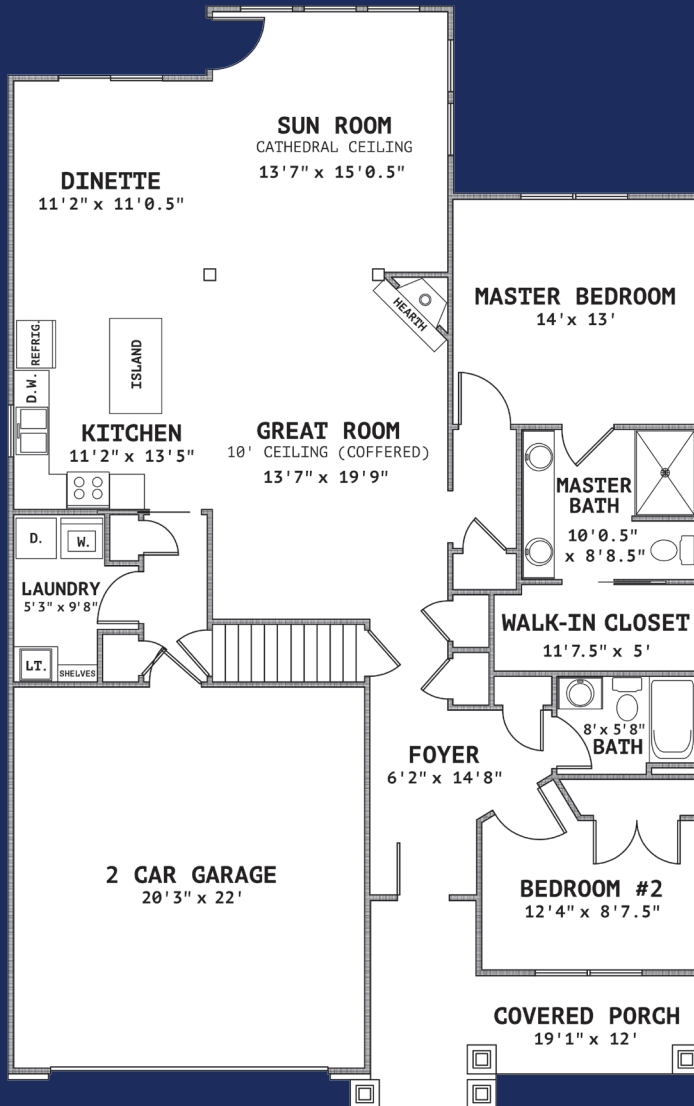 SUN ROOM
CATHEDRAL CEILING
13'7" x 15'0.5"
DINETTE
11'2" x 11'0.5"
MASTER BEDROOM
14' x 13'
HEARTH
REFRIG.
D.W.
ISLAND
KITCHEN
11'2" x 13'5"
GREAT ROOM
10' CEILING (COFFERED)
13'7" x 19'9"
MASTER
BATH
10'0.5"
x 8'8.5"
D.
W.
LAUNDRY
5'3" x 9'8"
LT.
SHELVES
WALK-IN CLOSET
11'7.5" x 5'
8' x 5'8"
BATH
FOYER
6'2" x 14'8"
2 CAR GARAGE
20'3" x 22'
BEDROOM #2
12'4" x 8'7.5"
COVERED PORCH
19'1" x 12'